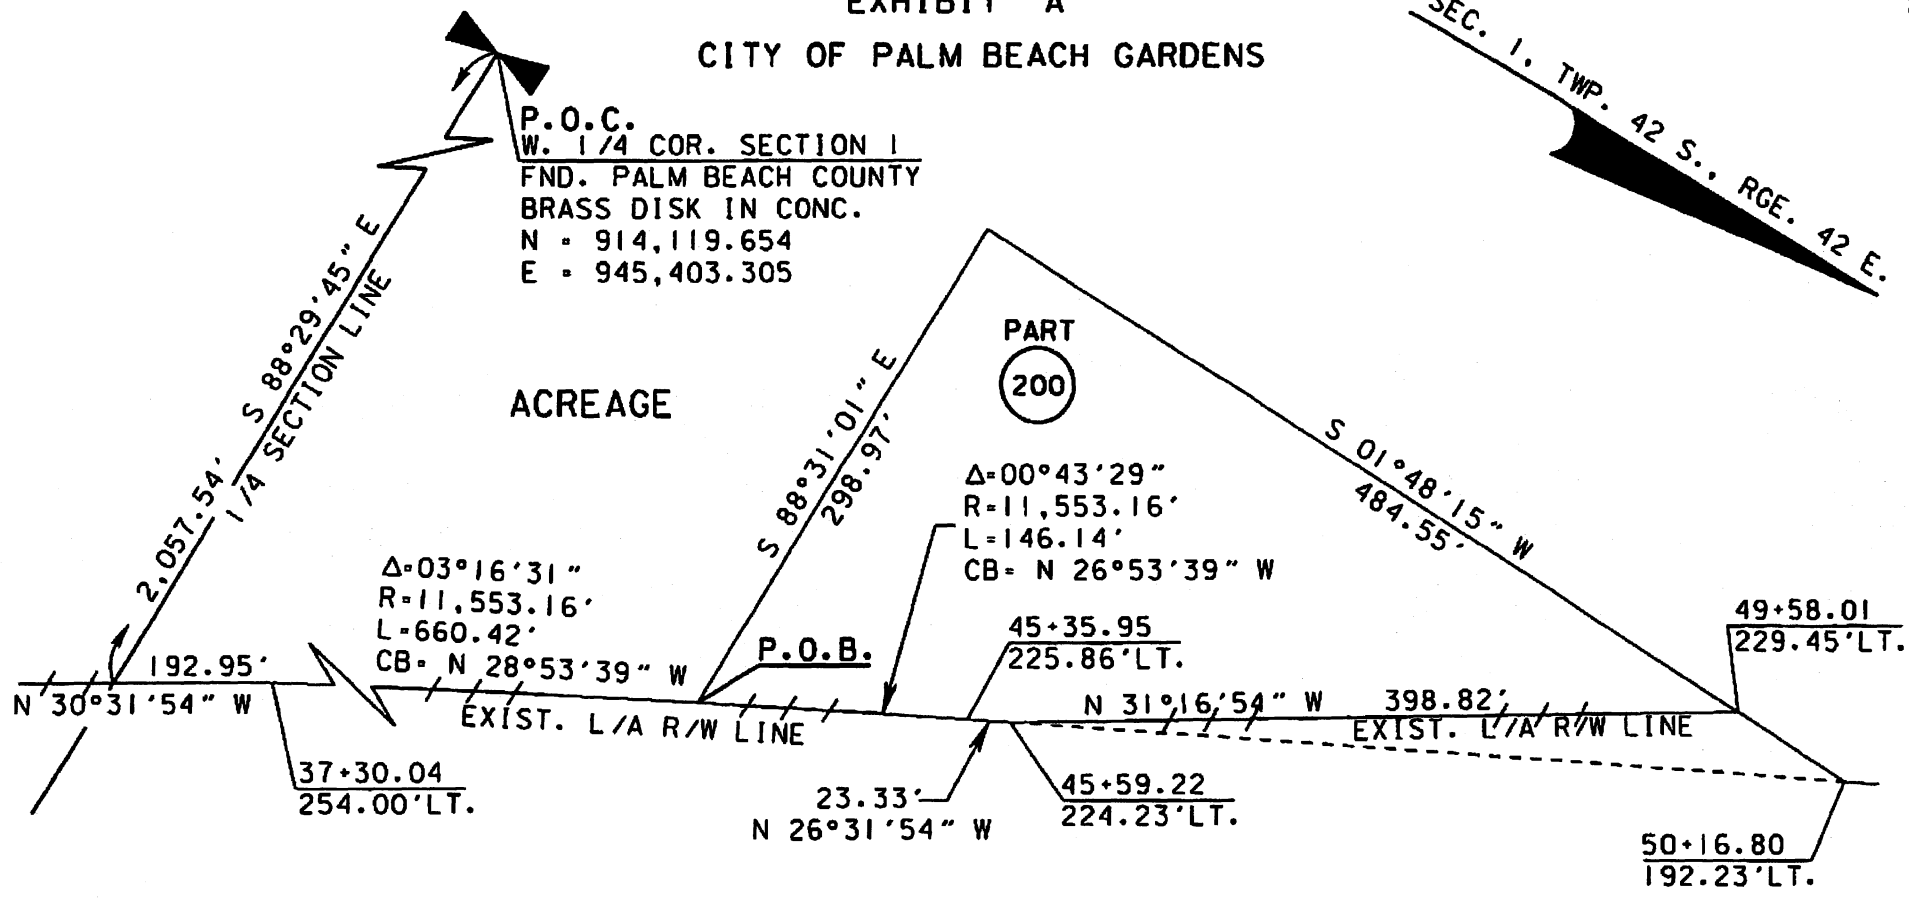 EXHIBIT "A"
CITY OF PALM BEACH GARDENS
SEC. 1, TWP. 42 S., RGE. 42 E.
P.O.C.
W. 1/4 COR. SECTION 1
FND. PALM BEACH COUNTY
BRASS DISK IN CONC.
N = 914,119.654
E = 945,403.305
S 88°29'45" E
1/4 SECTION LINE
2,057.54'
ACREAGE
PART
200
S 88°31'01" E
298.97'
S 01°48'15" W
484.55'
Δ=00°43'29"
R=11,553.16'
L=146.14'
CB= N 26°53'39" W
Δ=03°16'31"
R=11,553.16'
L=660.42'
CB= N 28°53'39" W
P.O.B.
45+35.95
225.86'LT.
49+58.01
229.45'LT.
192.95'
N 30°31'54" W
EXIST. L/A R/W LINE
N 31°16'54" W 398.82'
EXIST. L/A R/W LINE
37+30.04
254.00'LT.
23.33'
N 26°31'54" W
45+59.22
224.23'LT.
50+16.80
192.23'LT.